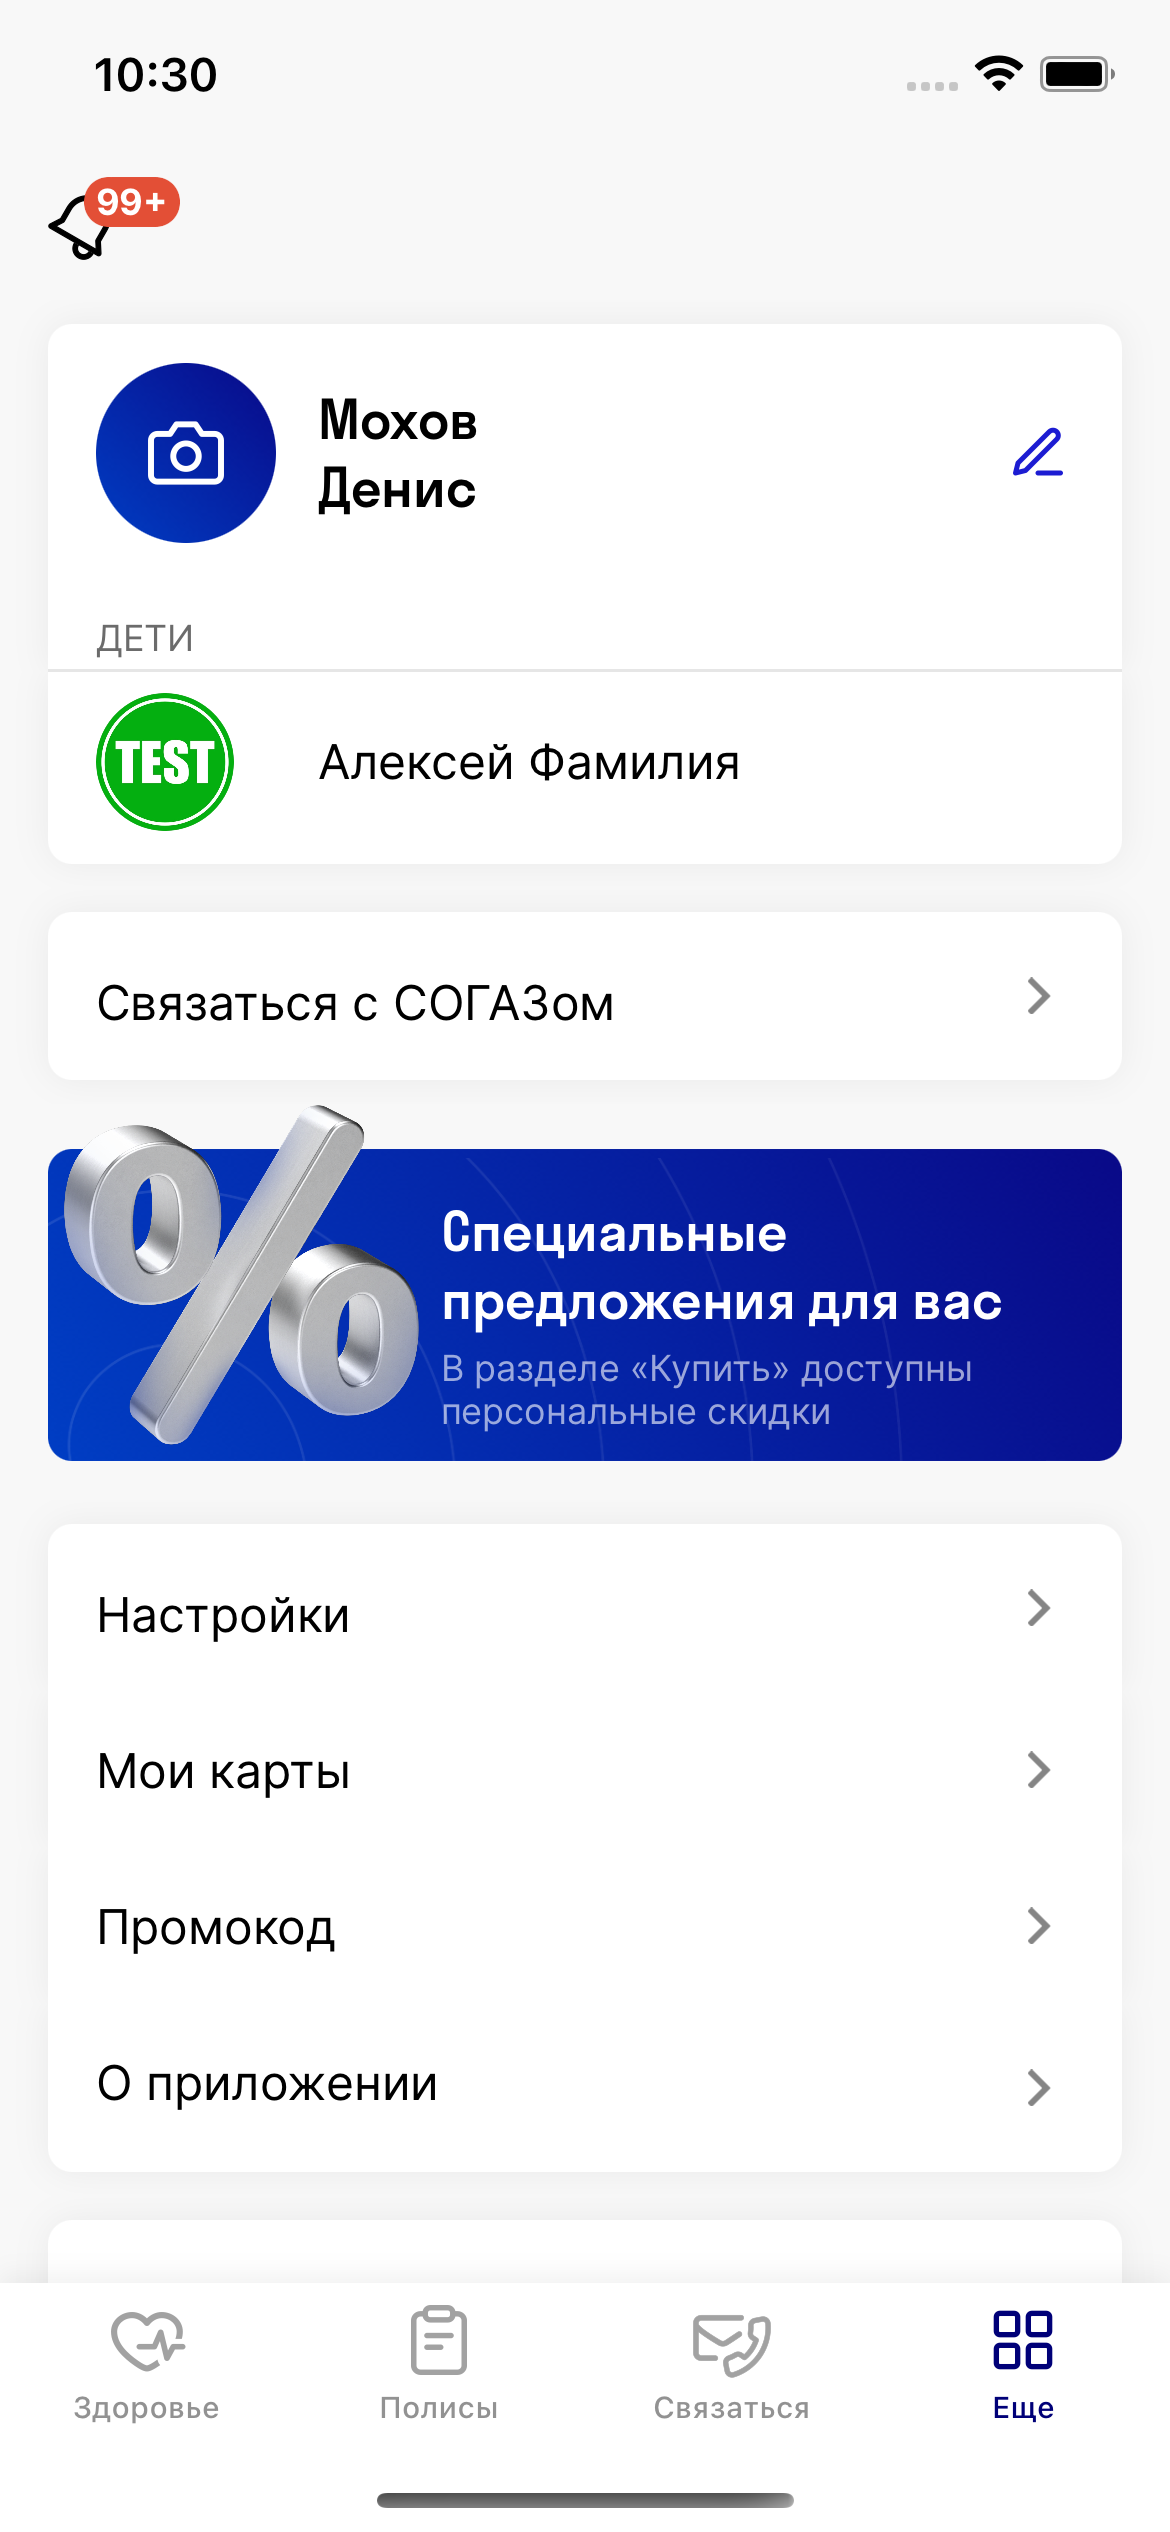 10:30
99+
Мохов
Денис
ДЕТИ
TEST
Алексей Фамилия
Связаться с СОГАЗом
%
Специальные
предложения для вас
В разделе «Купить» доступны
персональные скидки
Настройки
Мои карты
Промокод
О приложении
Здоровье
Полисы
Связаться
Еще